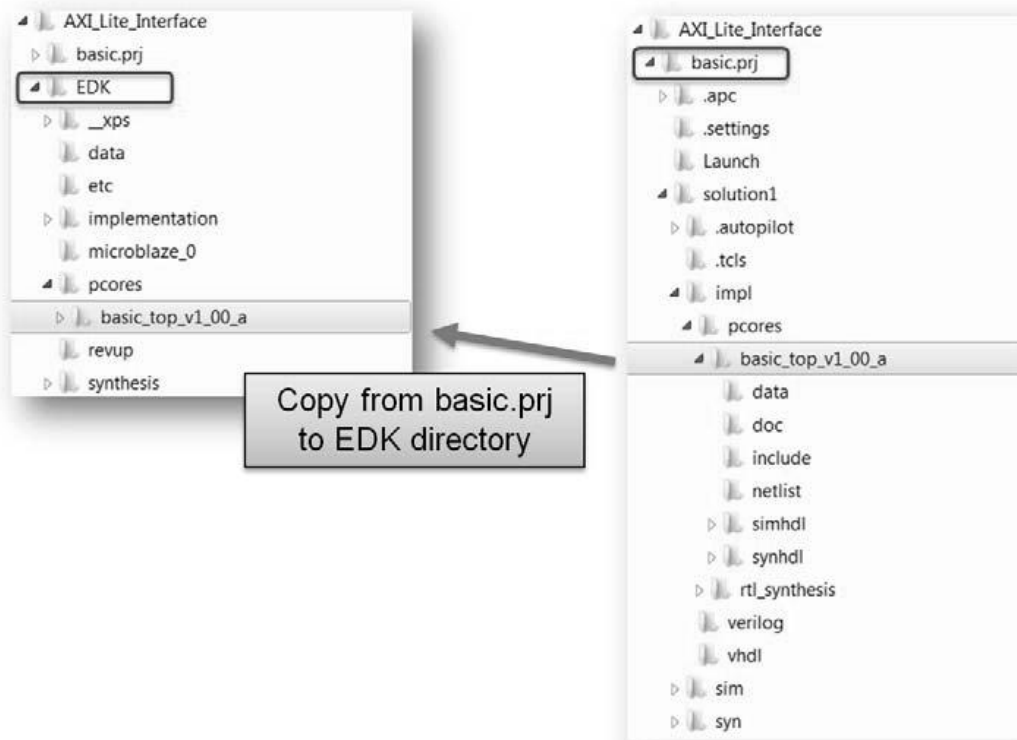 AXI_Lite_Interface
basic.prj
EDK
__xps
data
etc
implementation
microblaze_0
pcores
basic_top_v1_00_a
revup
synthesis
Copy from basic.prj
to EDK directory
AXI_Lite_Interface
basic.prj
.apc
.settings
Launch
solution1
.autopilot
.tcls
impl
pcores
basic_top_v1_00_a
data
doc
include
netlist
simhdl
synhdl
rtl_synthesis
verilog
vhdl
sim
syn